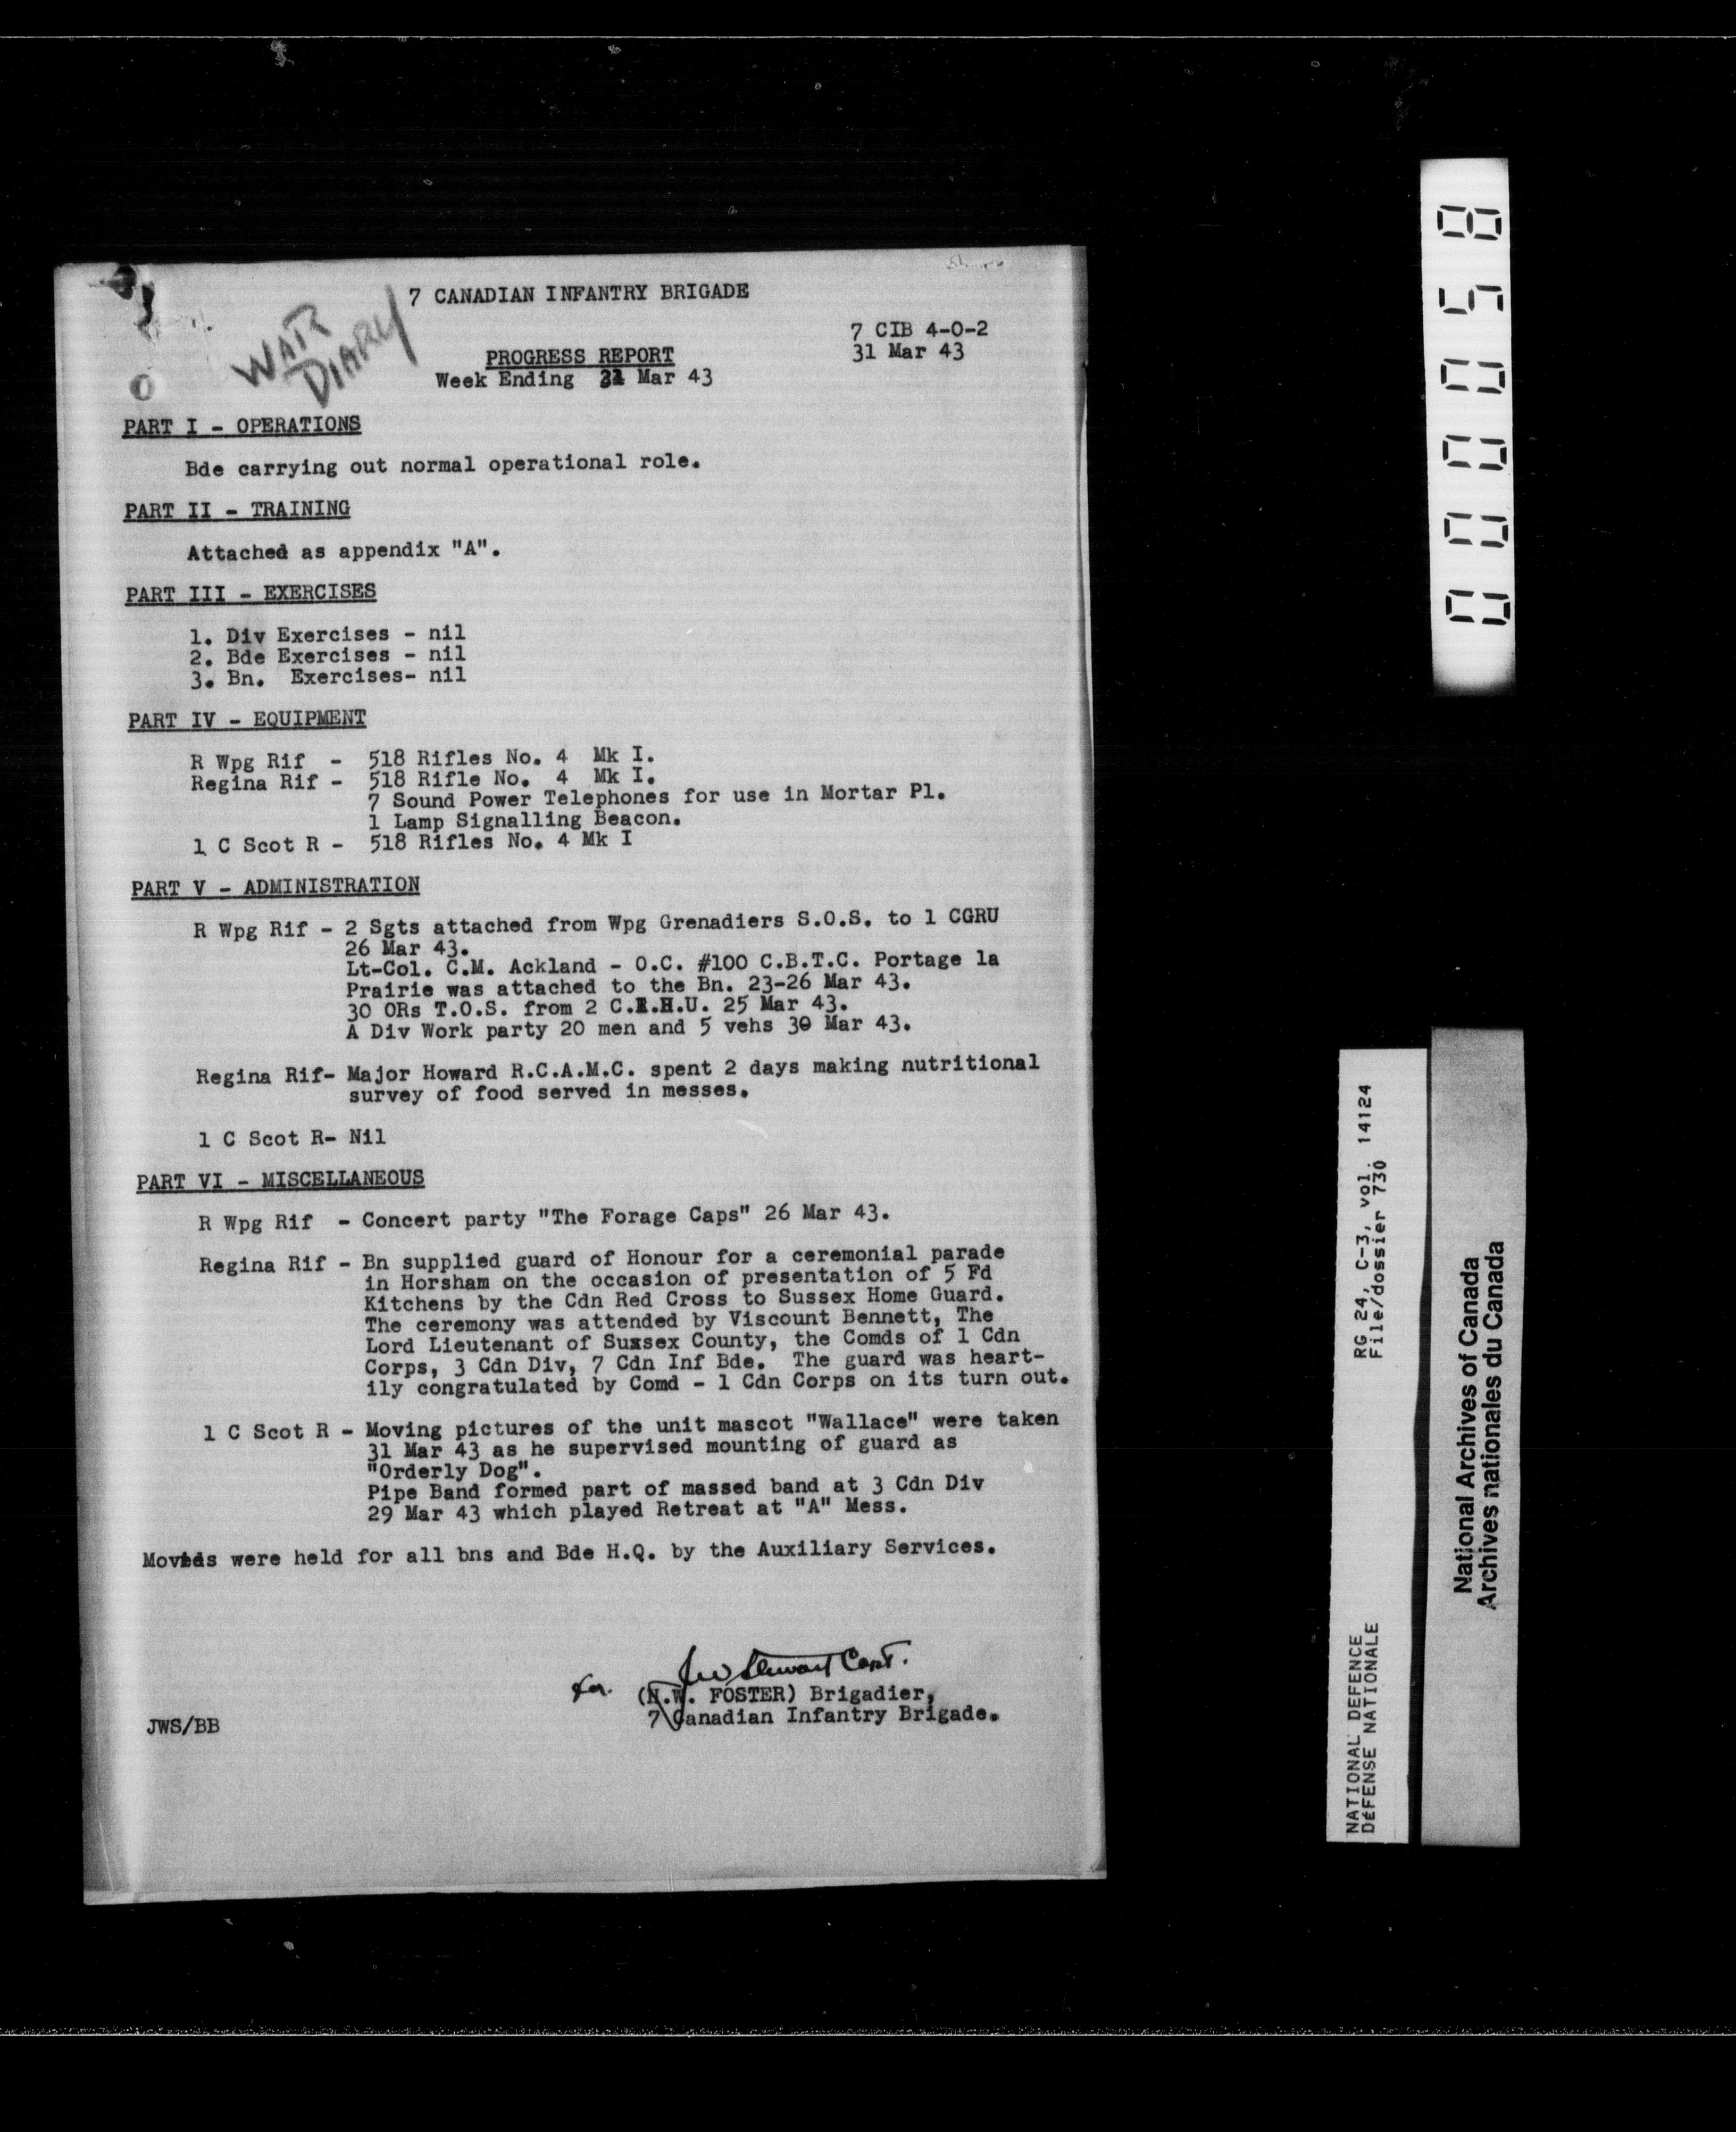 WAR
DIARY
7 CANADIAN INFANTRY BRIGADE
7 CIB 4-0-2
31 Mar 43
PROGRESS REPORT
Week Ending 31 Mar 43
PART I - OPERATIONS
Bde carrying out normal operational role.
PART II - TRAINING
Attached as appendix "A".
PART III - EXERCISES
1. Div Exercises - nil
2. Bde Exercises - nil
3. Bn. Exercises- nil
PART IV - EQUIPMENT
R Wpg Rif - 518 Rifles No. 4 Mk I.
Regina Rif - 518 Rifle No. 4 Mk I.
7 Sound Power Telephones for use in Mortar Pl.
1 Lamp Signalling Beacon.
1 C Scot R - 518 Rifles No. 4 Mk I
PART V - ADMINISTRATION
R Wpg Rif - 2 Sgts attached from Wpg Grenadiers S.O.S. to 1 CGRU
26 Mar 43.
Lt-Col. C.M. Ackland - O.C. #100 C.B.T.C. Portage la
Prairie was attached to the Bn. 23-26 Mar 43.
30 ORs T.O.S. from 2 C.I.R.U. 25 Mar 43.
A Div Work party 20 men and 5 vehs 30 Mar 43.
Regina Rif- Major Howard R.C.A.M.C. spent 2 days making nutritional
survey of food served in messes.
1 C Scot R- Nil
PART VI - MISCELLANEOUS
R Wpg Rif - Concert party "The Forage Caps" 26 Mar 43.
Regina Rif - Bn supplied guard of Honour for a ceremonial parade
in Horsham on the occasion of presentation of 5 Fd
Kitchens by the Cdn Red Cross to Sussex Home Guard.
The ceremony was attended by Viscount Bennett, The
Lord Lieutenant of Sussex County, the Comds of 1 Cdn
Corps, 3 Cdn Div, 7 Cdn Inf Bde. The guard was heart-
ily congratulated by Comd - 1 Cdn Corps on its turn out.
1 C Scot R - Moving pictures of the unit mascot "Wallace" were taken
31 Mar 43 as he supervised mounting of guard as
"Orderly Dog".
Pipe Band formed part of massed band at 3 Cdn Div
29 Mar 43 which played Retreat at "A" Mess.
Movies were held for all bns and Bde H.Q. by the Auxiliary Services.
JW Stewart Capt.
for (H.W. FOSTER) Brigadier,
7 Canadian Infantry Brigade.
JWS/BB
000058
NATIONAL DEFENCE RG 24, C-3, vol. 14124
DéFENSE NATIONALE File/dossier 730
National Archives of Canada
Archives nationales du Canada